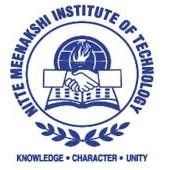 NITTE MEENAKSHI INSTITUTE OF TECHNOLOGY
KNOWLEDGE • CHARACTER • UNITY